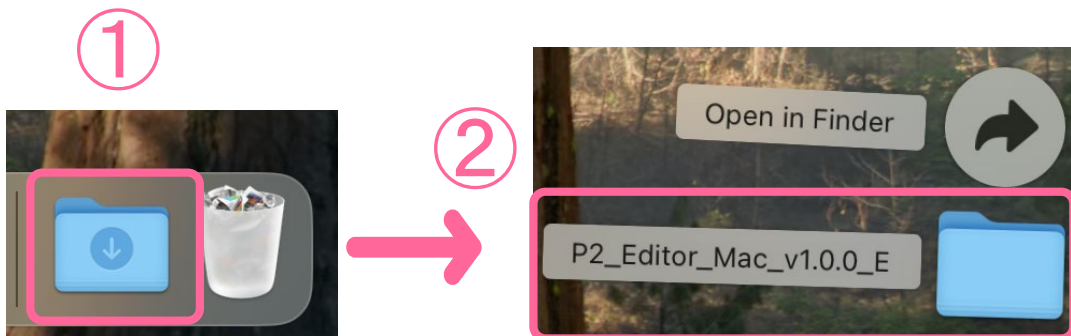 ①
②
Open in Finder
P2_Editor_Mac_v1.0.0_E